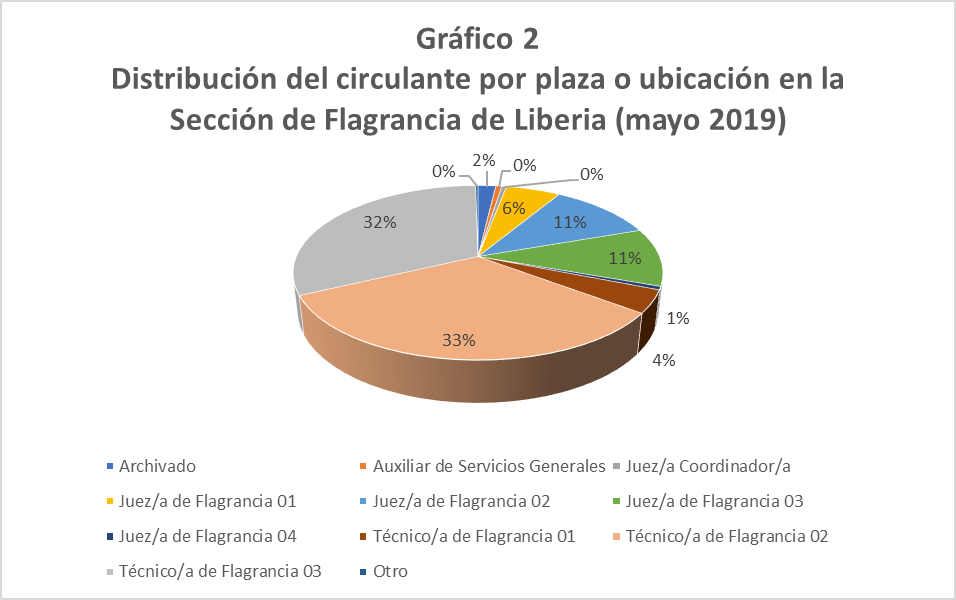 Gráfico 2
Distribución del circulante por plaza o ubicación en la
Sección de Flagrancia de Liberia (mayo 2019)
0%
2%
0%
0%
6%
11%
11%
1%
4%
33%
32%
Archivado
Auxiliar de Servicios Generales
Juez/a Coordinador/a
Juez/a de Flagrancia 01
Juez/a de Flagrancia 02
Juez/a de Flagrancia 03
Juez/a de Flagrancia 04
Técnico/a de Flagrancia 01
Técnico/a de Flagrancia 02
Técnico/a de Flagrancia 03
Otro